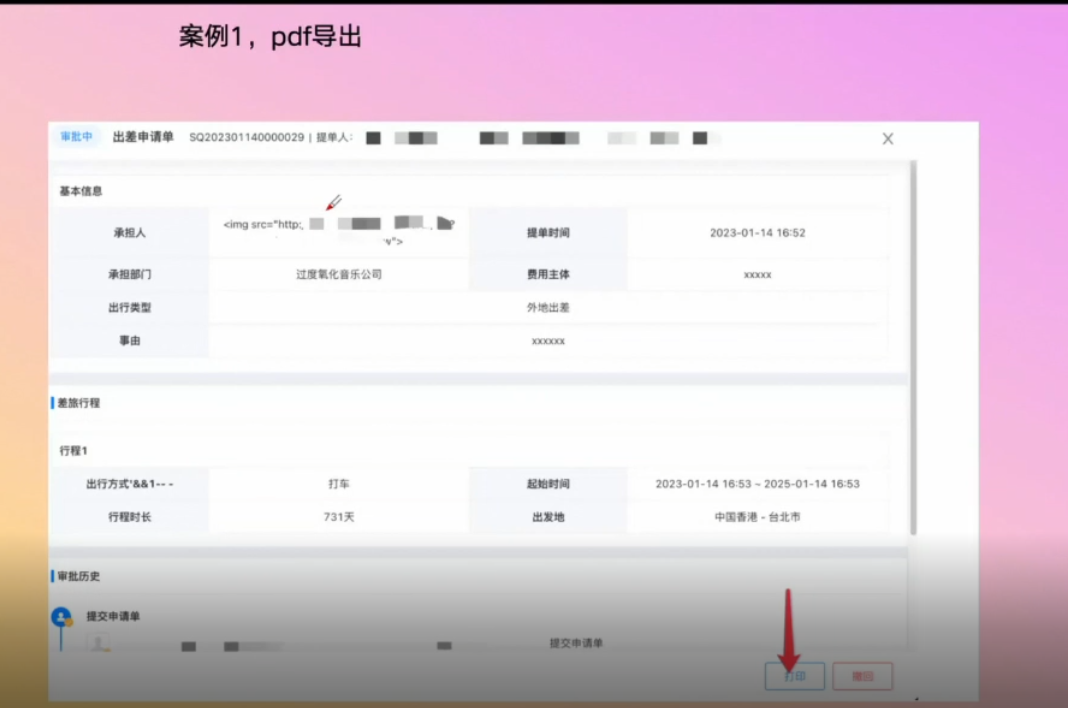 案例1，pdf导出
审批中 出差申请单 SQ202301140000029 | 提单人：
基本信息
承担人 <img src="http:
提单时间 2023-01-14 16:52
承担部门 过度氧化音乐公司 费用主体 xxxxx
出行类型 外地出差
事由 xxxxxx
差旅行程
行程1
出行方式'&&1-- - 打车 起始时间 2023-01-14 16:53 ~ 2025-01-14 16:53
行程时长 731天 出发地 中国香港 - 台北市
审批历史
提交申请单
提交申请单
打印 撤回